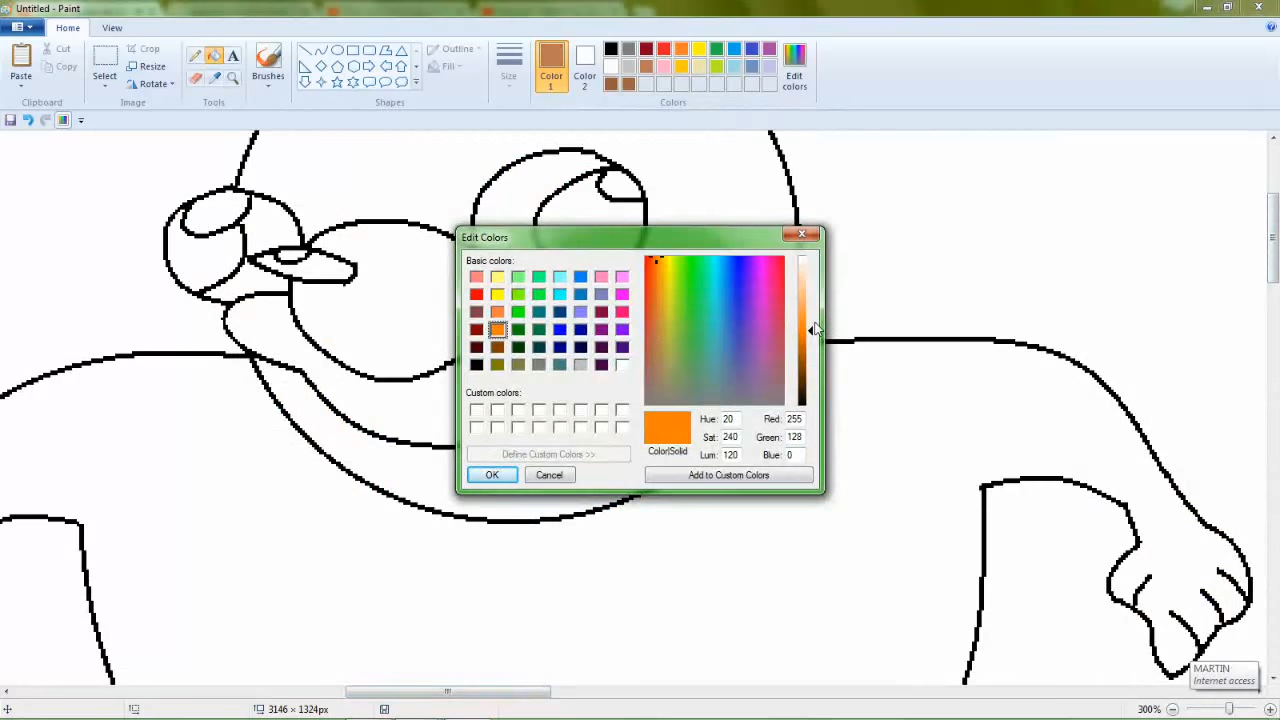 Untitled - Paint
Home View
Paste Cut Copy
Select Crop Resize Rotate
A
Brushes
Outline Fill
Size
Color 1
Color 2
Edit colors
Clipboard Image Tools Shapes Colors
Edit Colors
Basic colors:
Custom colors:
Define Custom Colors >>
OK Cancel
Color|Solid
Hue: 20 Red: 255
Sat: 240 Green: 128
Lum: 120 Blue: 0
Add to Custom Colors
MARTIN
Internet access
3146 × 1324px
300%